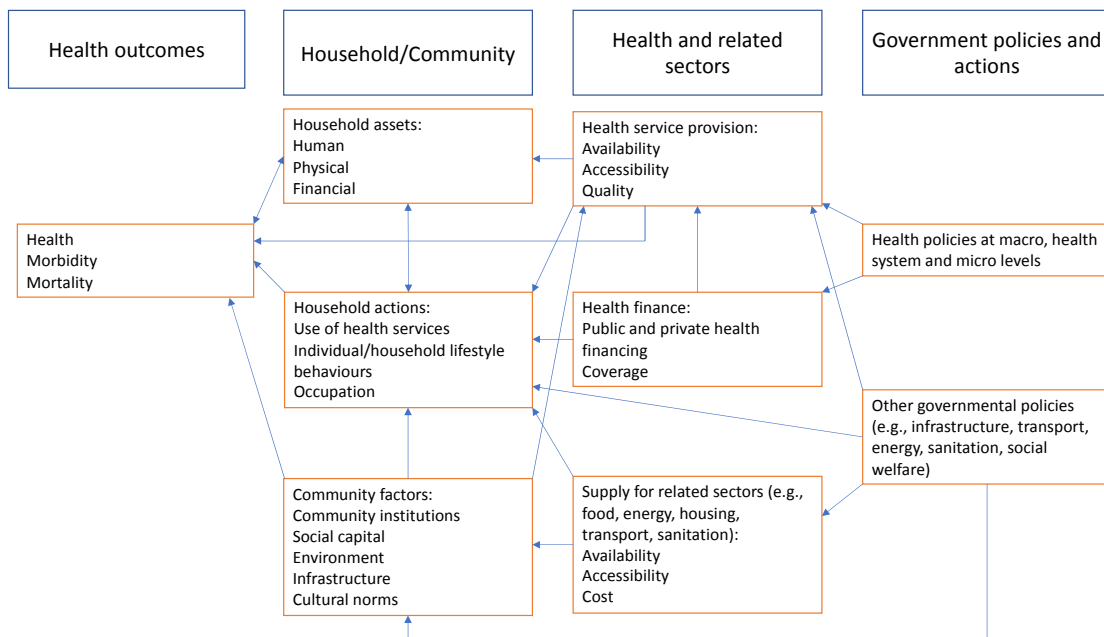 Health outcomes
Household/Community
Health and related
sectors
Government policies and
actions
Household assets:
Human
Physical
Financial
Health service provision:
Availability
Accessibility
Quality
Health
Morbidity
Mortality
Health policies at macro, health
system and micro levels
Household actions:
Use of health services
Individual/household lifestyle
behaviours
Occupation
Health finance:
Public and private health
financing
Coverage
Other governmental policies
(e.g., infrastructure, transport,
energy, sanitation, social
welfare)
Community factors:
Community institutions
Social capital
Environment
Infrastructure
Cultural norms
Supply for related sectors (e.g.,
food, energy, housing,
transport, sanitation):
Availability
Accessibility
Cost